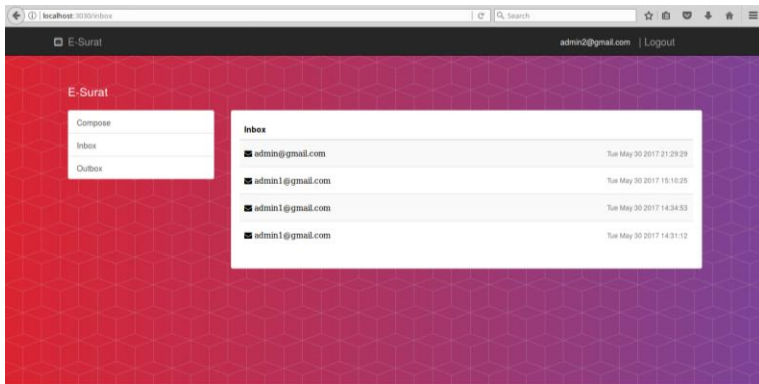 localhost:3030/inbox
Search
E-Surat
admin2@gmail.com | Logout
E-Surat
Compose
Inbox
Outbox
Inbox
admin@gmail.com Tue May 30 2017 21:29:29
admin1@gmail.com Tue May 30 2017 15:10:25
admin1@gmail.com Tue May 30 2017 14:34:53
admin1@gmail.com Tue May 30 2017 14:31:12